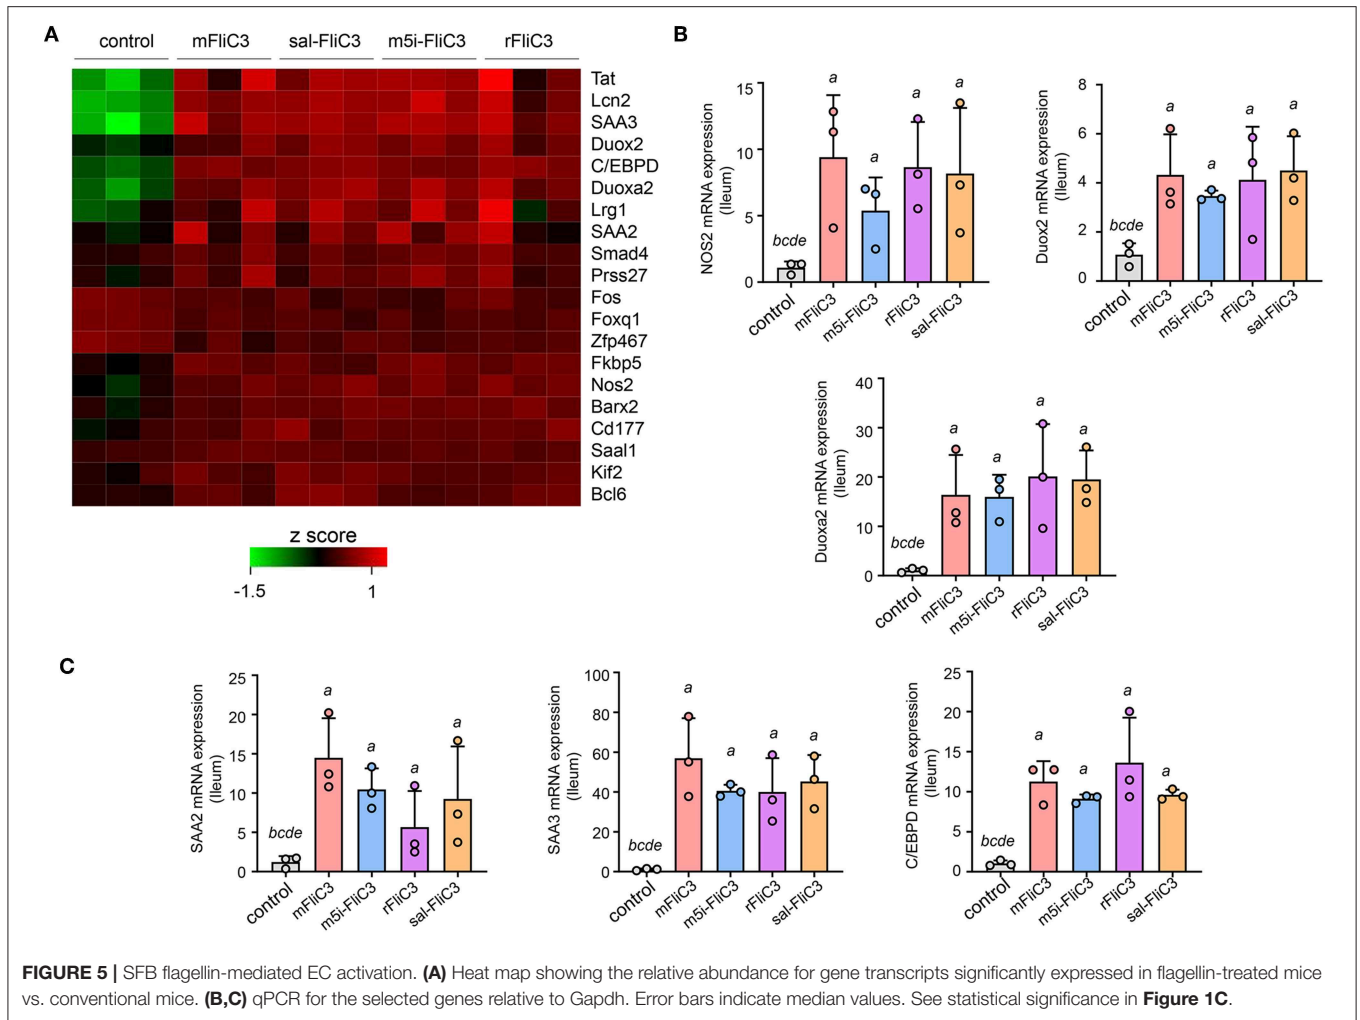 A
control mFliC3 sal-FliC3 m5i-FliC3 rFliC3
Tat
Lcn2
SAA3
Duox2
C/EBPD
Duoxa2
Lrg1
SAA2
Smad4
Prss27
Fos
Foxq1
Zfp467
Fkbp5
Nos2
Barx2
Cd177
Saal1
Kif2
Bcl6
z score
-1.5 1
B
NOS2 mRNA expression
(Ileum)
15
10
5
0
bcde a a a a
control mFliC3 m5i-FliC3 rFliC3 sal-FliC3
Duox2 mRNA expression
(Ileum)
8
6
4
2
0
bcde a a a a
control mFliC3 m5i-FliC3 rFliC3 sal-FliC3
Duoxa2 mRNA expression
(Ileum)
40
30
20
10
0
bcde a a a a
control mFliC3 m5i-FliC3 rFliC3 sal-FliC3
C
SAA2 mRNA expression
(Ileum)
25
20
15
10
5
0
bcde a a a a
control mFliC3 m5i-FliC3 rFliC3 sal-FliC3
SAA3 mRNA expression
(Ileum)
100
80
60
40
20
0
bcde a a a a
control mFliC3 m5i-FliC3 rFliC3 sal-FliC3
C/EBPD mRNA expression
(Ileum)
25
20
15
10
5
0
bcde a a a a
control mFliC3 m5i-FliC3 rFliC3 sal-FliC3
FIGURE 5 | SFB flagellin-mediated EC activation. (A) Heat map showing the relative abundance for gene transcripts significantly expressed in flagellin-treated mice
vs. conventional mice. (B,C) qPCR for the selected genes relative to Gapdh. Error bars indicate median values. See statistical significance in Figure 1C.